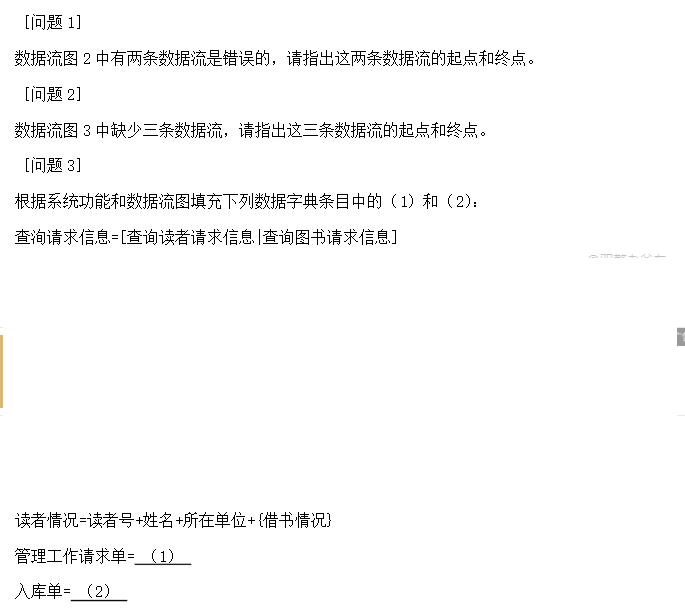 [问题1]
数据流图2中有两条数据流是错误的，请指出这两条数据流的起点和终点。
[问题2]
数据流图3中缺少三条数据流，请指出这三条数据流的起点和终点。
[问题3]
根据系统功能和数据流图填充下列数据字典条目中的（1）和（2）：
查洵请求信息=[查询读者请求信息|查询图书请求信息]
读者情况=读者号+姓名+所在单位+{借书情况}
管理工作请求单=（1）
入库单=（2）